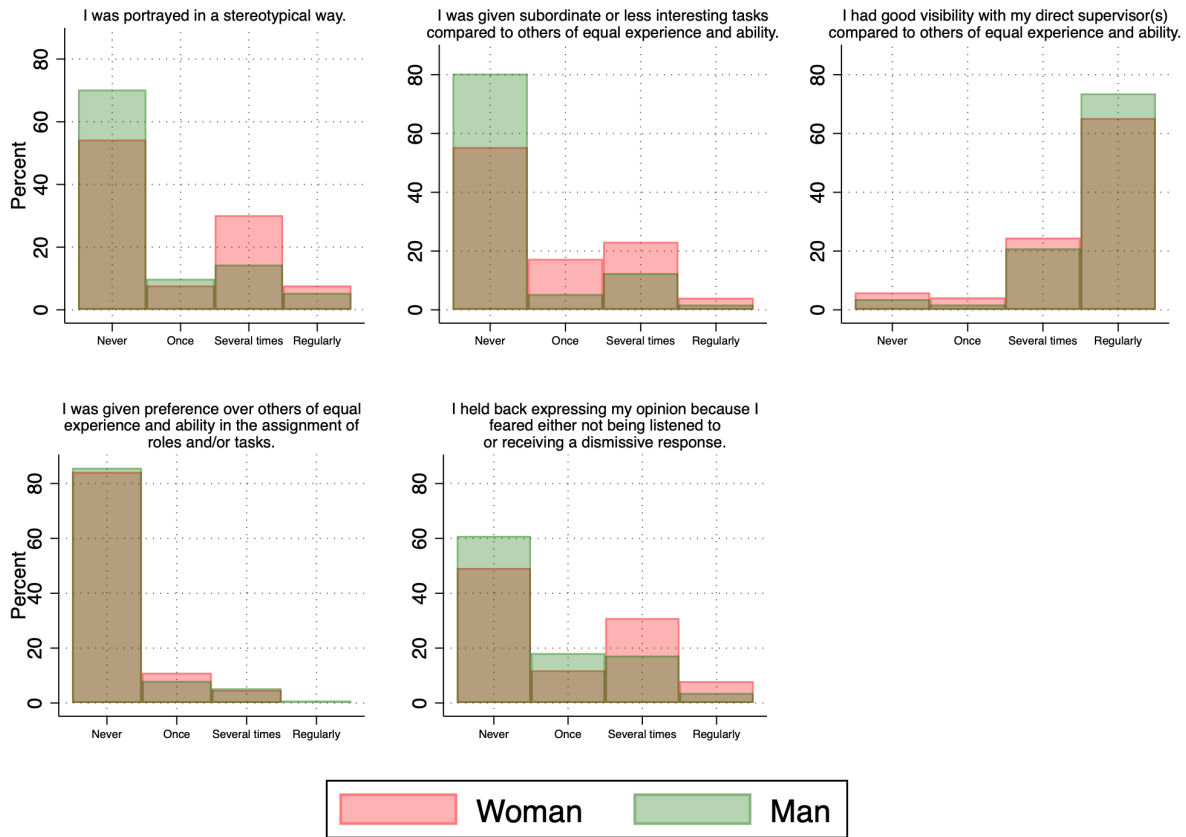 I was portrayed in a stereotypical way.
Percent
0
20
40
60
80
Never
Once
Several times
Regularly
I was given subordinate or less interesting tasks
compared to others of equal experience and ability.
0
20
40
60
80
Never
Once
Several times
Regularly
I had good visibility with my direct supervisor(s)
compared to others of equal experience and ability.
0
20
40
60
80
Never
Once
Several times
Regularly
I was given preference over others of equal
experience and ability in the assignment of
roles and/or tasks.
Percent
0
20
40
60
80
Never
Once
Several times
Regularly
I held back expressing my opinion because I
feared either not being listened to
or receiving a dismissive response.
0
20
40
60
80
Never
Once
Several times
Regularly
Woman
Man